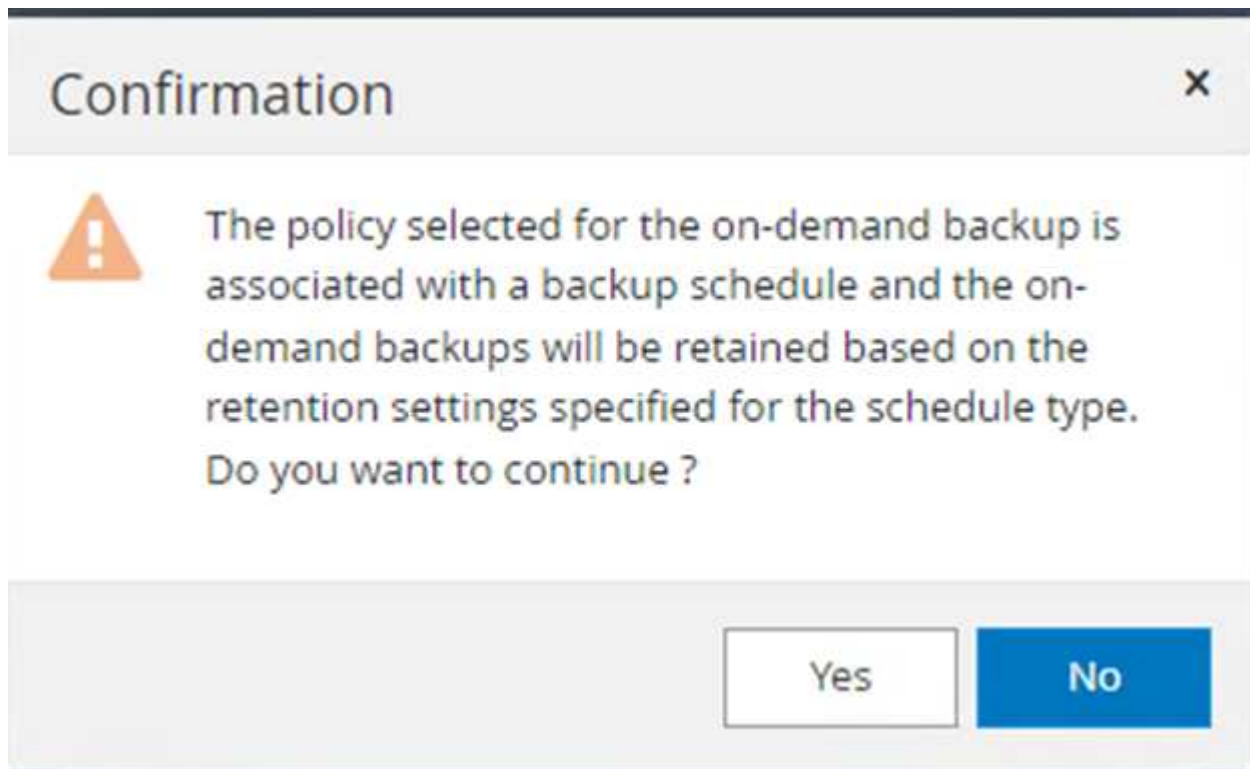 Confirmation
The policy selected for the on-demand backup is
associated with a backup schedule and the on-
demand backups will be retained based on the
retention settings specified for the schedule type.
Do you want to continue ?
Yes
No